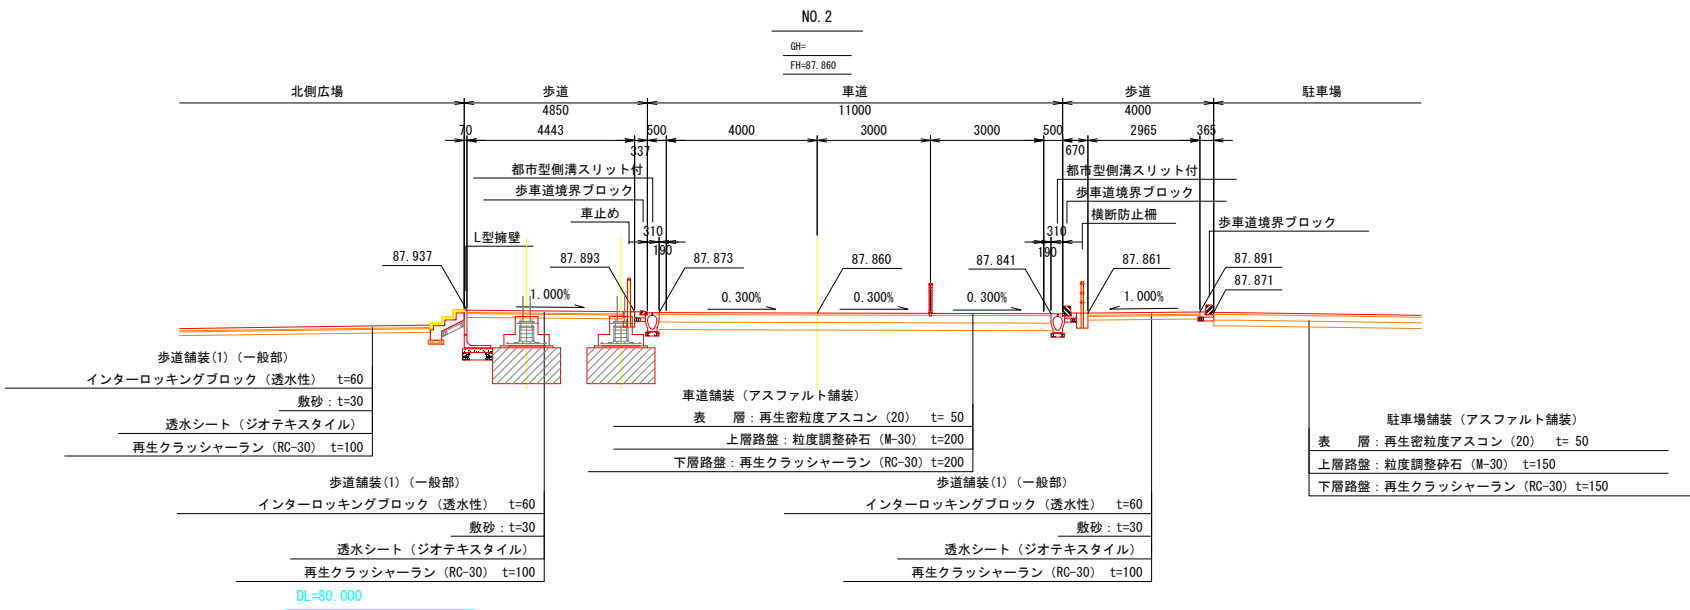 NO. 2
GH=
FH=87.860
北側広場 歩道 車道 歩道 駐車場
4850 11000 4000
70 4443 500 4000 3000 3000 500 2965 365
337 670
都市型側溝スリット付 都市型側溝スリット付
歩車道境界ブロック 歩車道境界ブロック
車止め 横断防止柵 歩車道境界ブロック
L型擁壁 310 310
190 190
87.937 87.893 87.873 87.860 87.841 87.861 87.891
87.871
1.000% 0.300% 0.300% 0.300% 1.000%
歩道舗装(1)(一般部)
インターロッキングブロック(透水性) t=60
敷砂:t=30
透水シート(ジオテキスタイル)
再生クラッシャーラン(RC-30) t=100
車道舗装(アスファルト舗装)
表 層:再生密粒度アスコン(20) t= 50
上層路盤:粒度調整砕石(M-30) t=200
下層路盤:再生クラッシャーラン(RC-30)t=200
駐車場舗装(アスファルト舗装)
表 層:再生密粒度アスコン(20) t= 50
上層路盤:粒度調整砕石(M-30) t=150
下層路盤:再生クラッシャーラン(RC-30)t=150
歩道舗装(1)(一般部)
インターロッキングブロック(透水性) t=60
敷砂:t=30
透水シート(ジオテキスタイル)
再生クラッシャーラン(RC-30) t=100
歩道舗装(1)(一般部)
インターロッキングブロック(透水性) t=60
敷砂:t=30
透水シート(ジオテキスタイル)
再生クラッシャーラン(RC-30) t=100
DL=80.000